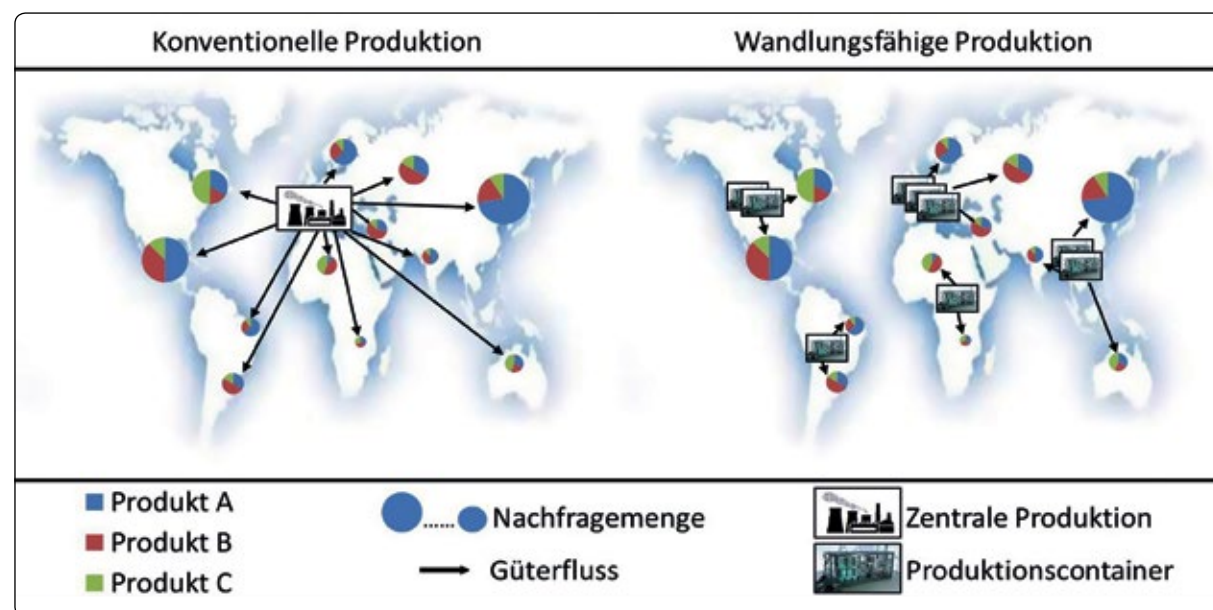 Konventionelle Produktion
Wandlungsfähige Produktion
Produkt A
Produkt B
Produkt C
...... Nachfragemenge
Güterfluss
Zentrale Produktion
Produktionscontainer